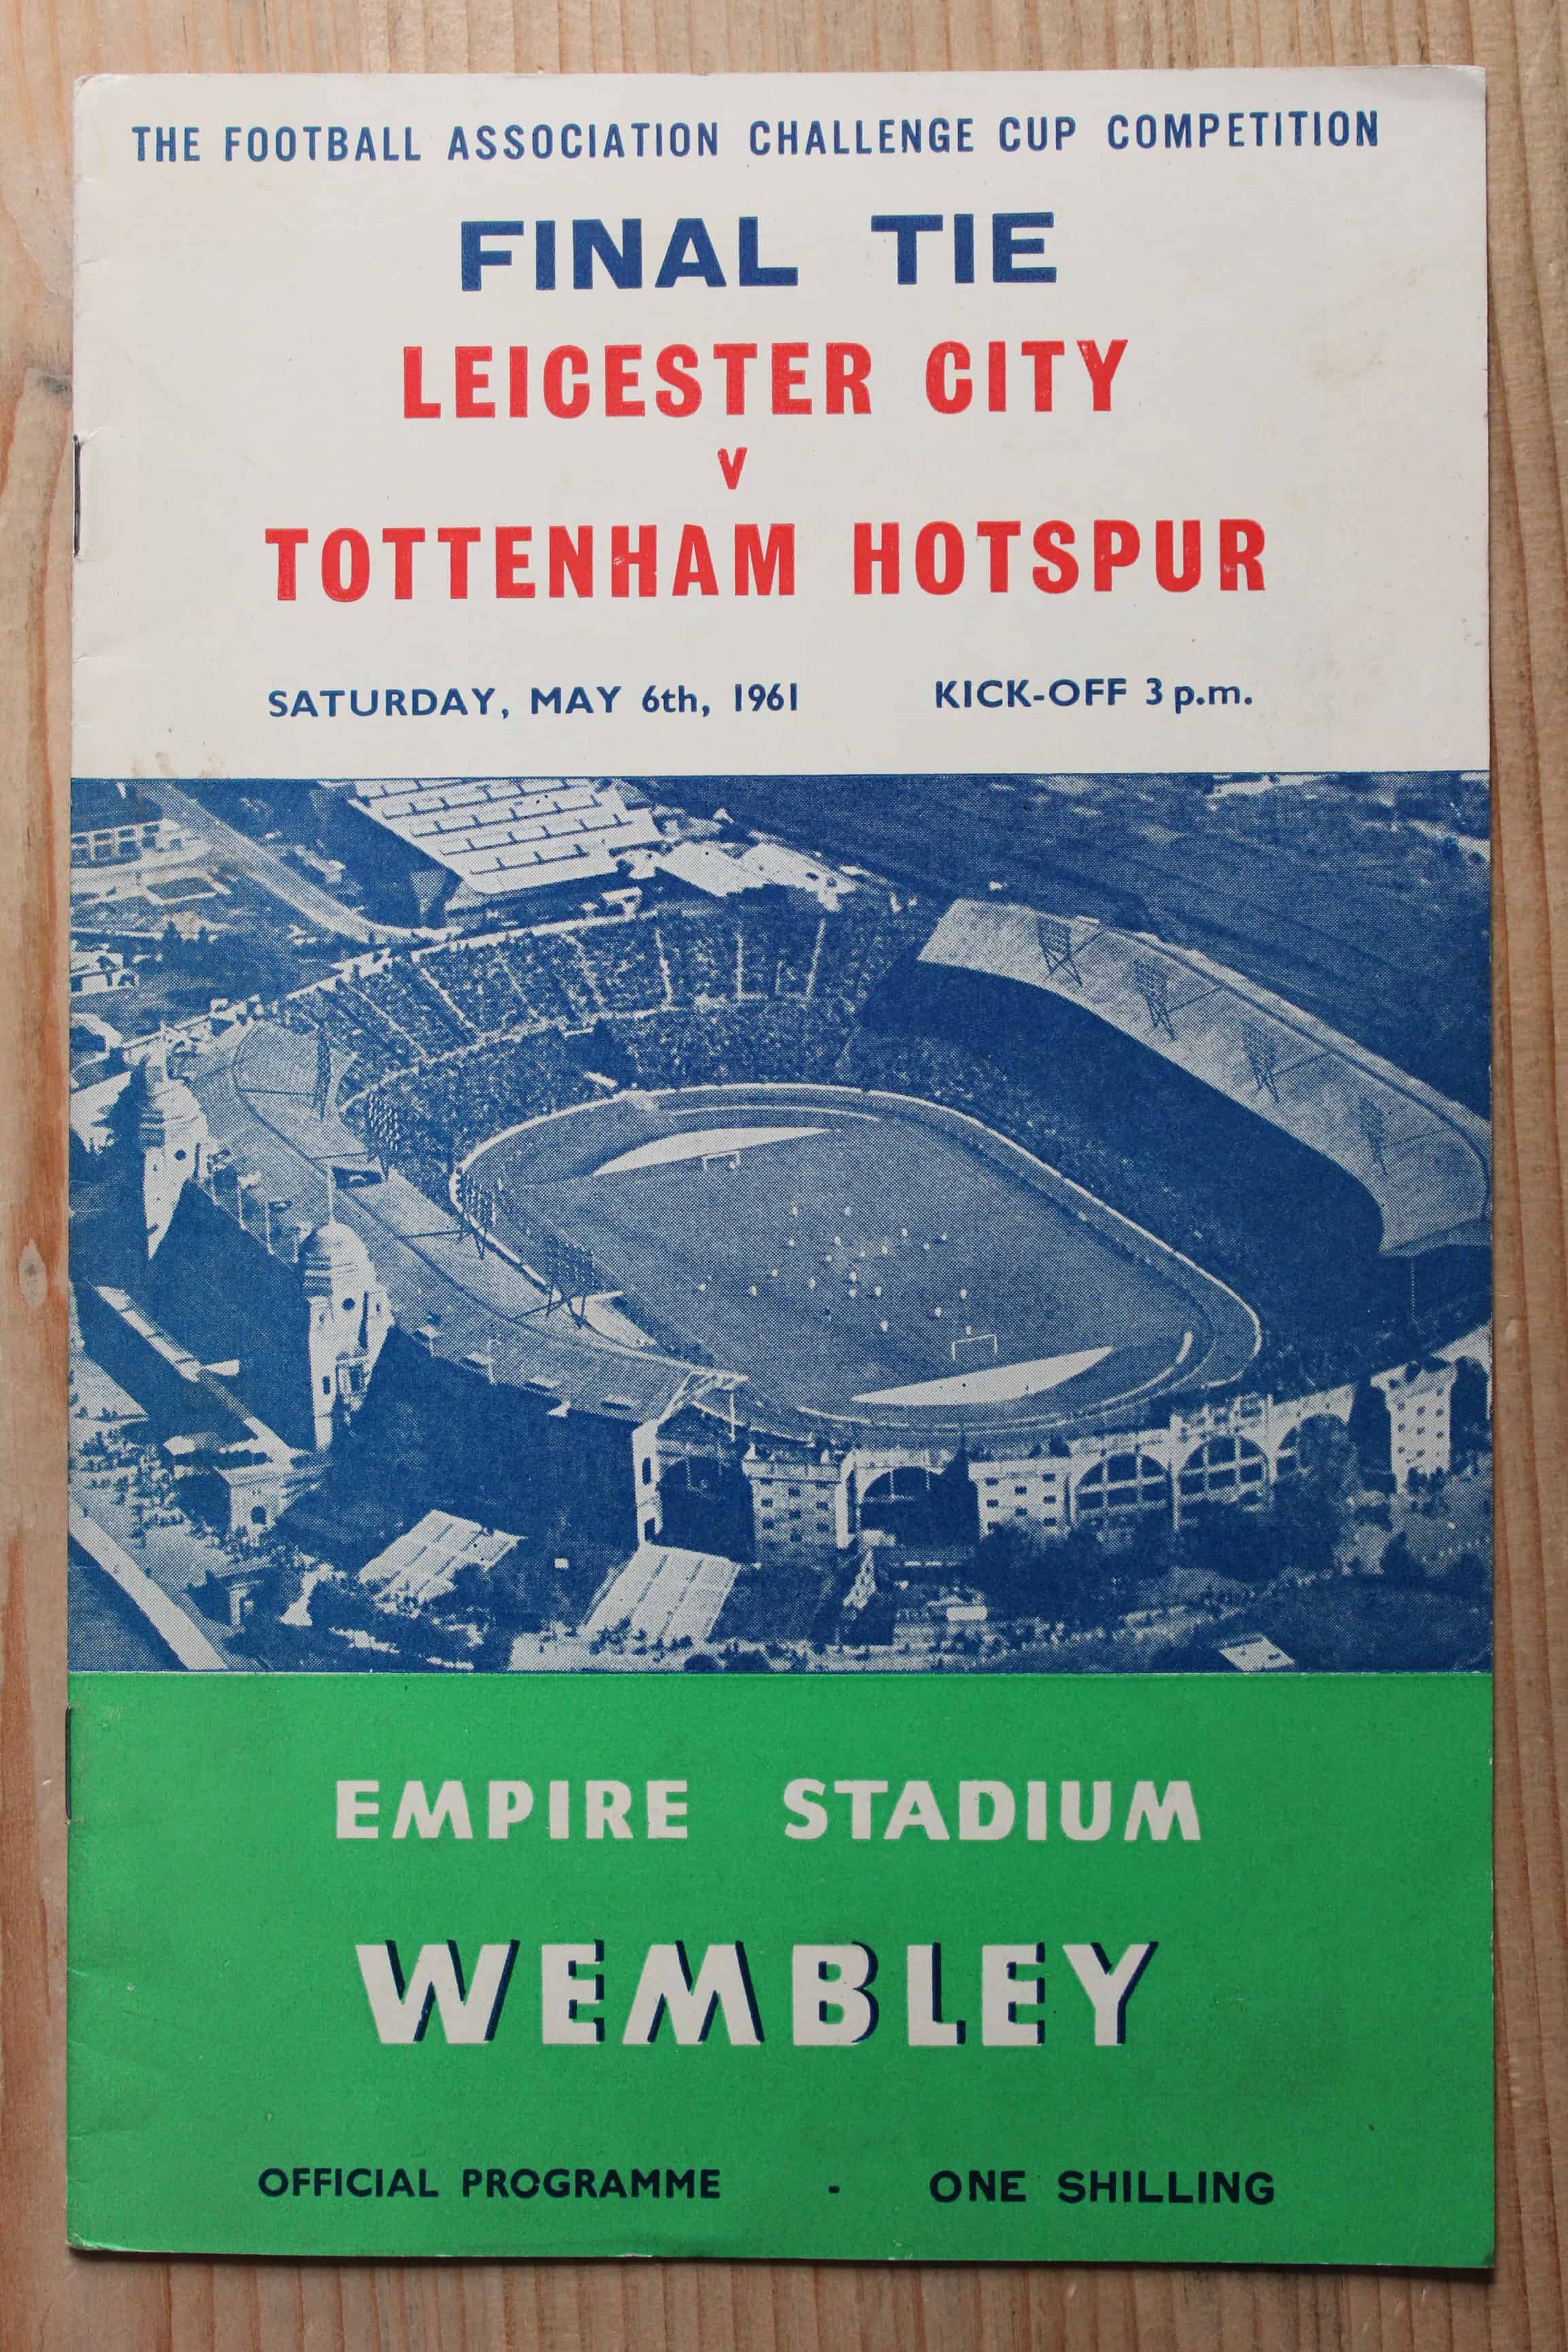 THE FOOTBALL ASSOCIATION CHALLENGE CUP COMPETITION
FINAL TIE
LEICESTER CITY
v
TOTTENHAM HOTSPUR
SATURDAY, MAY 6th, 1961 KICK-OFF 3 p.m.
EMPIRE STADIUM
WEMBLEY
OFFICIAL PROGRAMME - ONE SHILLING